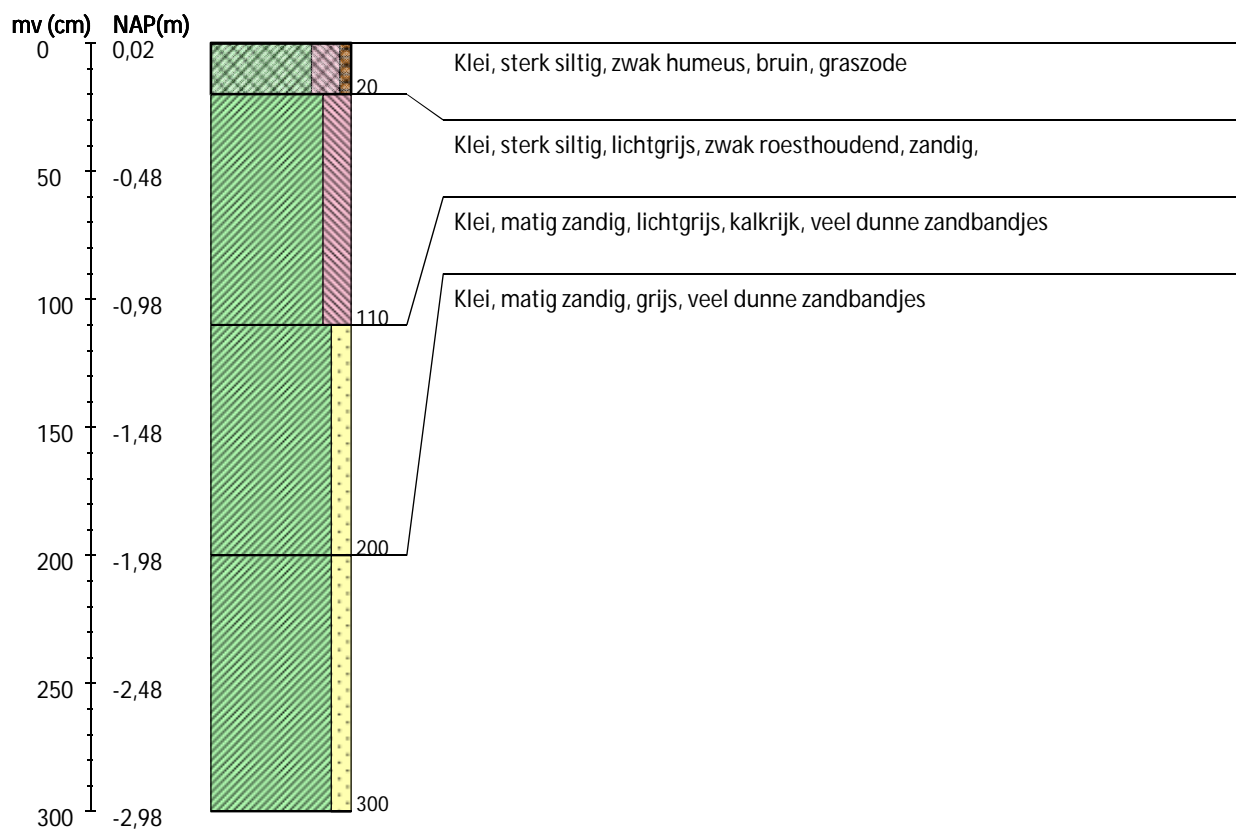 mv (cm) NAP(m)
0 0,02
Klei, sterk siltig, zwak humeus, bruin, graszode
20
Klei, sterk siltig, lichtgrijs, zwak roesthoudend, zandig,
50 -0,48
Klei, matig zandig, lichtgrijs, kalkrijk, veel dunne zandbandjes
Klei, matig zandig, grijs, veel dunne zandbandjes
100 -0,98
110
150 -1,48
200
200 -1,98
250 -2,48
300
300 -2,98